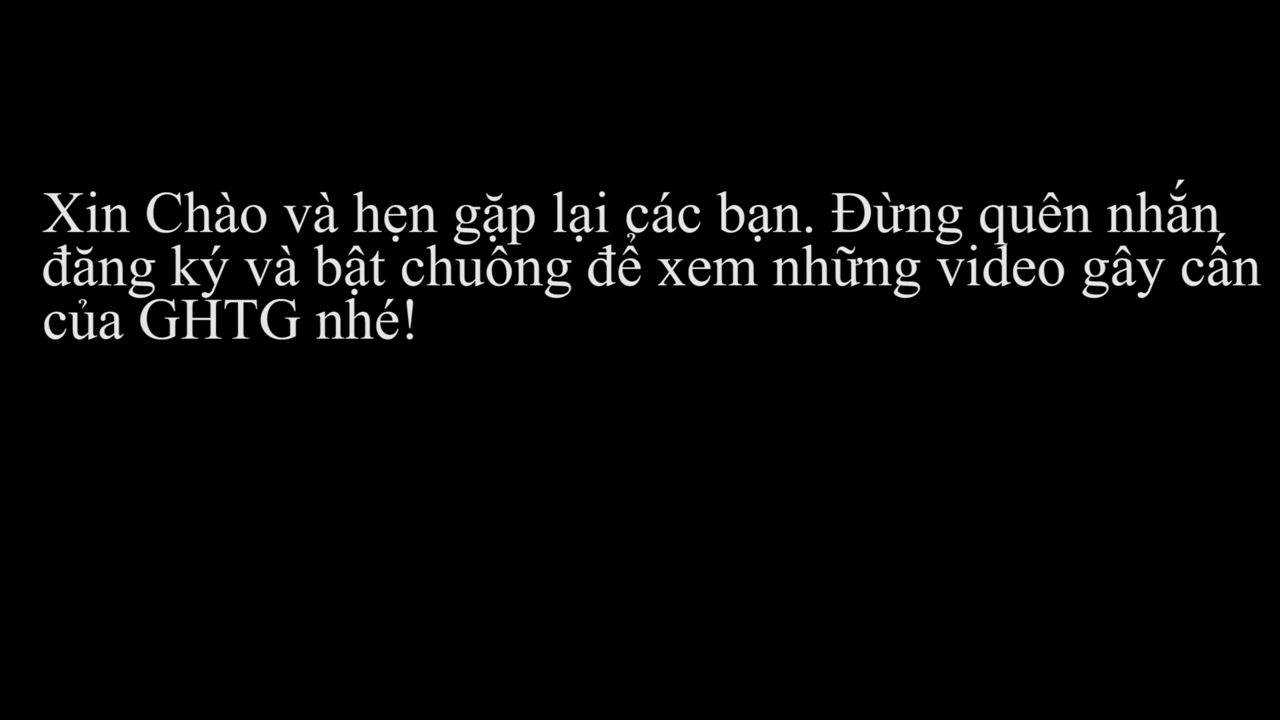 Xin Chào và hẹn gặp lại các bạn. Đừng quên nhắn
đăng ký và bật chuông để xem những video gây cấn
của GHTG nhé!